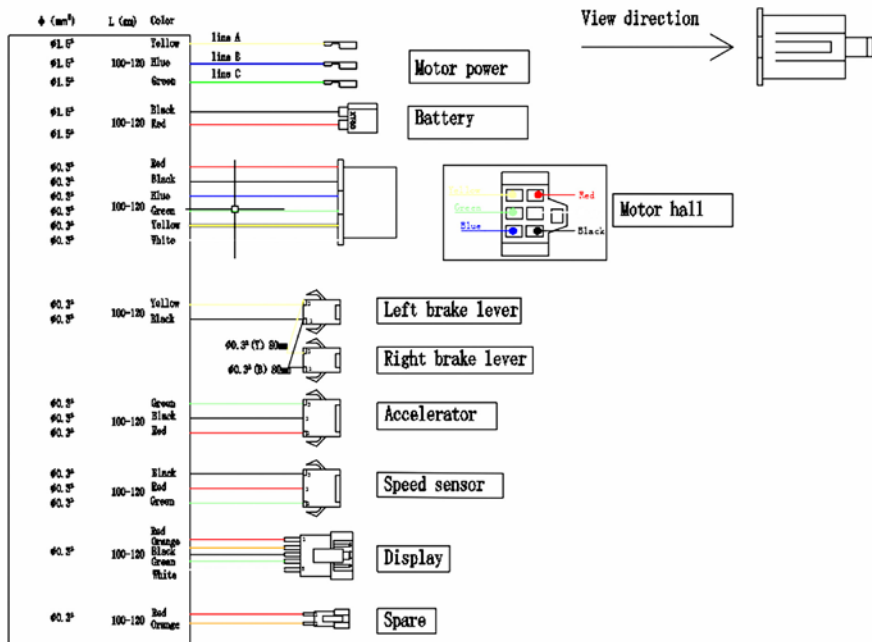 ϕ (mm²) L (mm) Color
View direction
ϕ1.5² Yellow line A
ϕ1.5² 100-120 Blue line B
ϕ1.5² Green line C
Motor power
ϕ1.5² Black
100-120 Red
ϕ1.5²
Battery
ϕ0.3² Red
ϕ0.3² Black
ϕ0.3² Blue
ϕ0.3² 100-120 Green
ϕ0.3² Yellow
ϕ0.3² White
Yellow Red
Green
Blue Black
Motor hall
ϕ0.3² Yellow
ϕ0.3² 100-120 Black
Left brake lever
ϕ0.3²(Y) 80mm
ϕ0.3²(B) 80mm
Right brake lever
ϕ0.3² Green
ϕ0.3² 100-120 Black
ϕ0.3² Red
Accelerator
ϕ0.3² Black
ϕ0.3² 100-120 Red
ϕ0.3² Green
Speed sensor
Red
Orange
ϕ0.3² 100-120 Black
Green
White
Display
ϕ0.3² 100-120 Red
Orange
Spare